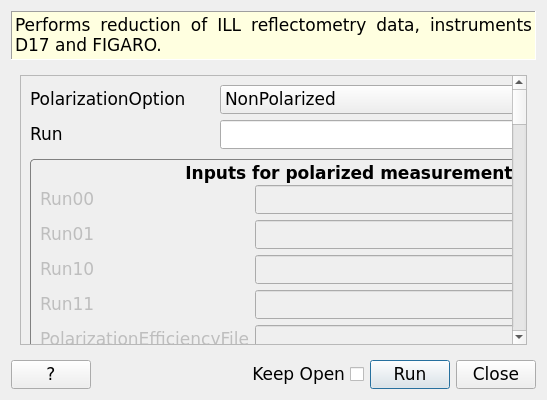 Performs reduction of ILL reflectometry data, instruments
D17 and FIGARO.
PolarizationOption NonPolarized
Run
Inputs for polarized measurement
Run00
Run01
Run10
Run11
PolarizationEfficiencyFile
? Keep Open Run Close